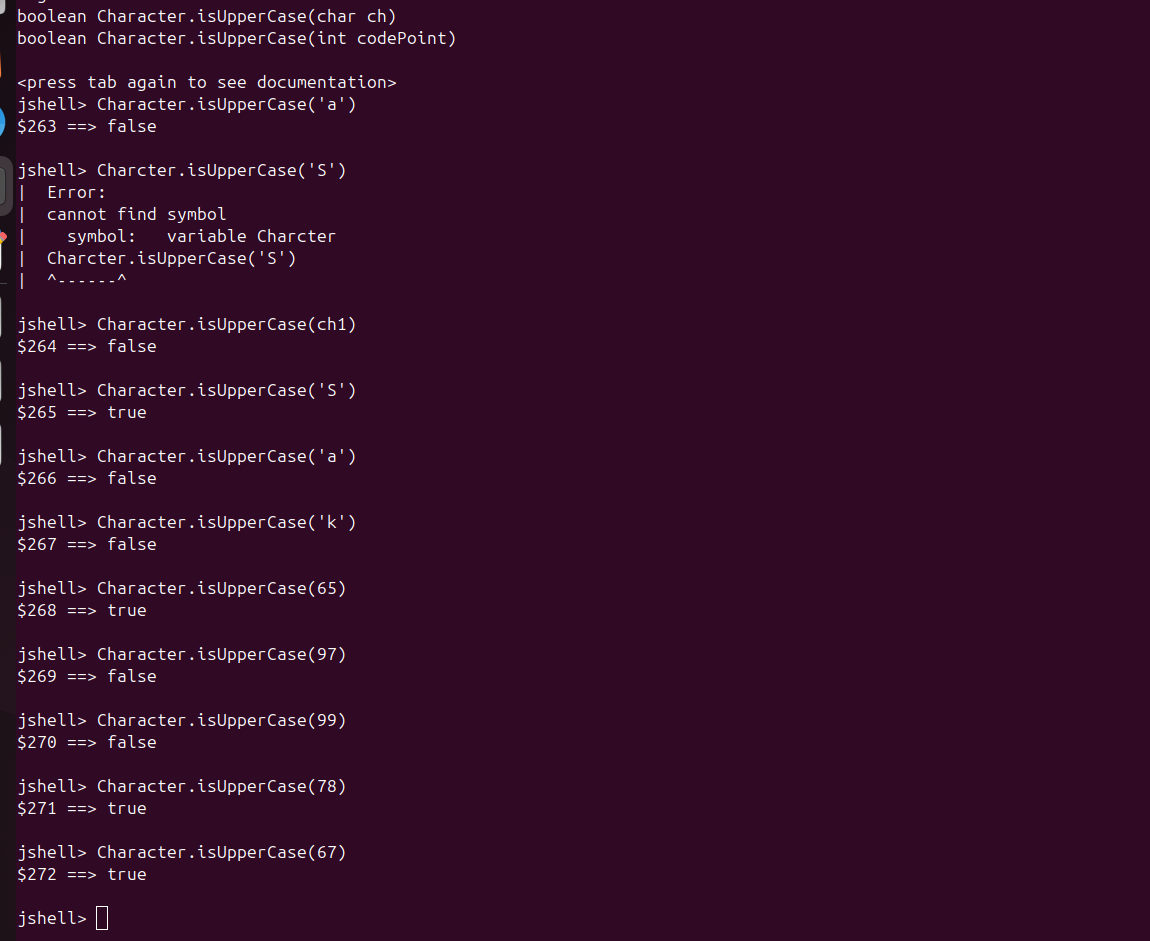 boolean Character.isUpperCase(char ch)
boolean Character.isUpperCase(int codePoint)
<press tab again to see documentation>
jshell> Character.isUpperCase('a')
$263 ==> false
jshell> Charcter.isUpperCase('S')
|  Error:
|  cannot find symbol
|    symbol:   variable Charcter
|  Charcter.isUpperCase('S')
|  ^------^
jshell> Character.isUpperCase(ch1)
$264 ==> false
jshell> Character.isUpperCase('S')
$265 ==> true
jshell> Character.isUpperCase('a')
$266 ==> false
jshell> Character.isUpperCase('k')
$267 ==> false
jshell> Character.isUpperCase(65)
$268 ==> true
jshell> Character.isUpperCase(97)
$269 ==> false
jshell> Character.isUpperCase(99)
$270 ==> false
jshell> Character.isUpperCase(78)
$271 ==> true
jshell> Character.isUpperCase(67)
$272 ==> true
jshell>